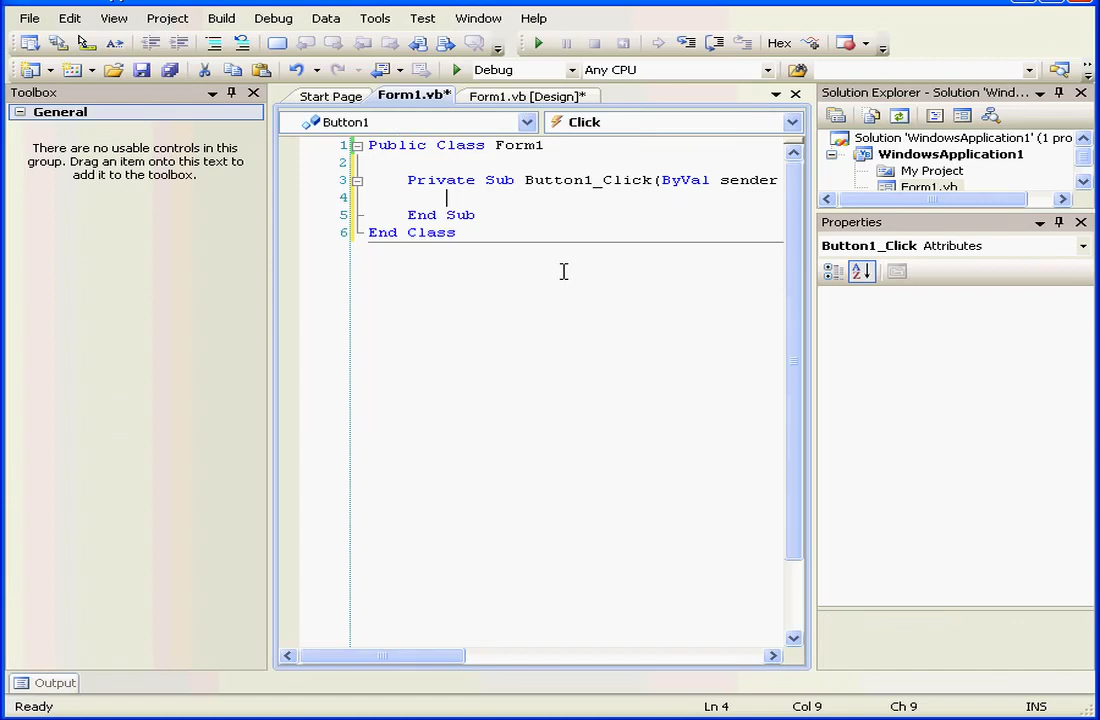 File Edit View Project Build Debug Data Tools Test Window Help
Hex
Debug Any CPU
Toolbox
General
There are no usable controls in this
group. Drag an item onto this text to
add it to the toolbox.
Start Page Form1.vb* Form1.vb [Design]*
Button1 Click
1 Public Class Form1
2
3 Private Sub Button1_Click(ByVal sender
4
5 End Sub
6 End Class
Solution Explorer - Solution 'Wind...
Solution 'WindowsApplication1' (1 pro
WindowsApplication1
My Project
Form1.vb
Properties
Button1_Click Attributes
Output
Ready Ln 4 Col 9 Ch 9 INS